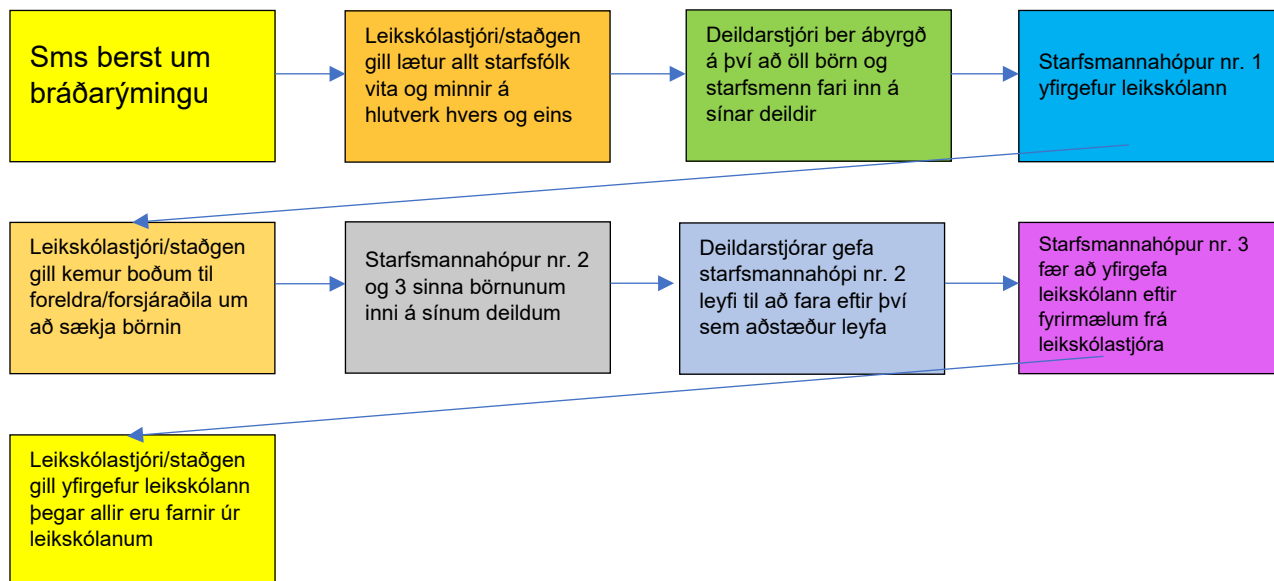 Sms berst um
bráðarýmingu
Leikskólastjóri/staðgen
gill lætur allt starfsfólk
vita og minnir á
hlutverk hvers og eins
Deildarstjóri ber ábyrgð
á því að öll börn og
starfsmenn fari inn á
sínar deildir
Starfsmannahópur nr. 1
yfirgefur leikskólann
Leikskólastjóri/staðgen
gill kemur boðum til
foreldra/forsjáraðila um
að sækja börnin
Starfsmannahópur nr. 2
og 3 sinna börnunum
inni á sínum deildum
Deildarstjórar gefa
starfsmannahópi nr. 2
leyfi til að fara eftir því
sem aðstæður leyfa
Starfsmannahópur nr. 3
fær að yfirgefa
leikskólann eftir
fyrirmælum frá
leikskólastjóra
Leikskólastjóri/staðgen
gill yfirgefur leikskólann
þegar allir eru farnir úr
leikskólanum